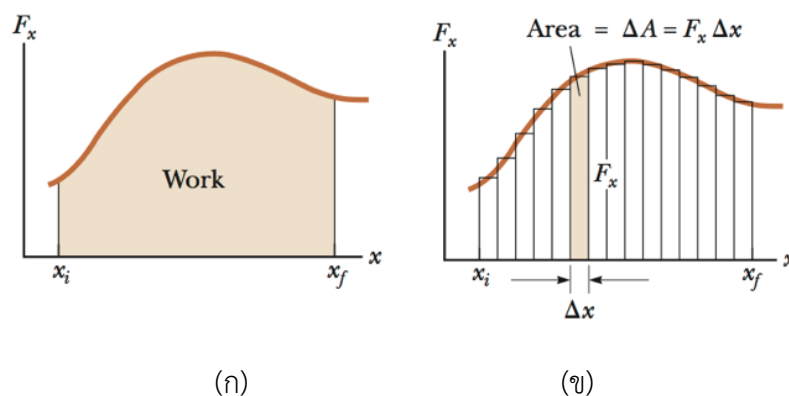 Fx
Work
xi
xf
x
(ก)
Fx
Area = ΔA = Fx Δx
Fx
xi
xf
x
Δx
(ข)